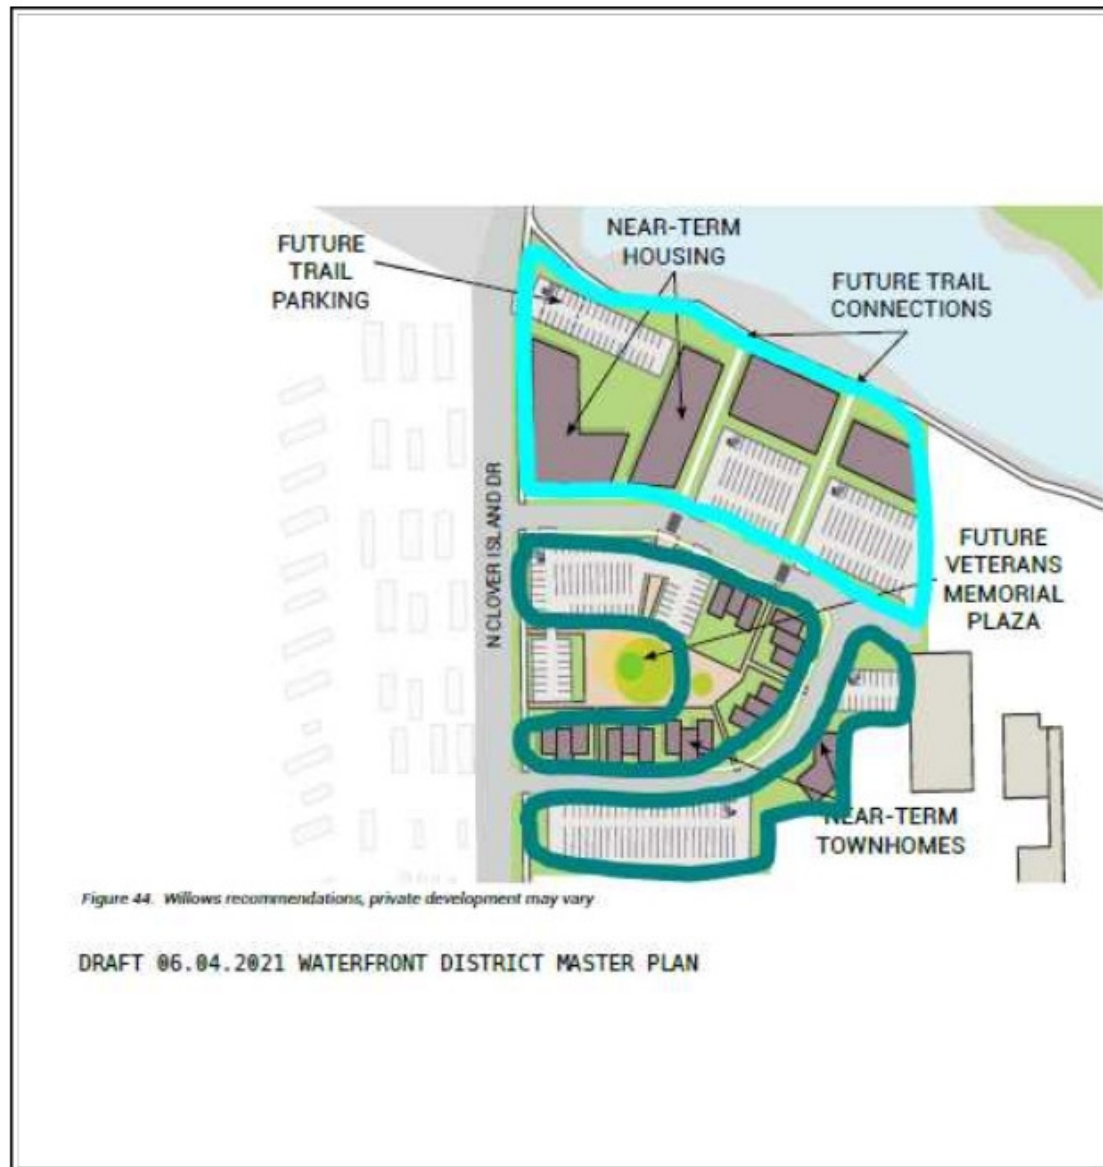 FUTURE
TRAIL
PARKING
NEAR-TERM
HOUSING
FUTURE TRAIL
CONNECTIONS
N CLOVER ISLAND DR
FUTURE
VETERANS
MEMORIAL
PLAZA
NEAR-TERM
TOWNHOMES
Figure 44. Willows recommendations, private development may vary
DRAFT 06.04.2021 WATERFRONT DISTRICT MASTER PLAN